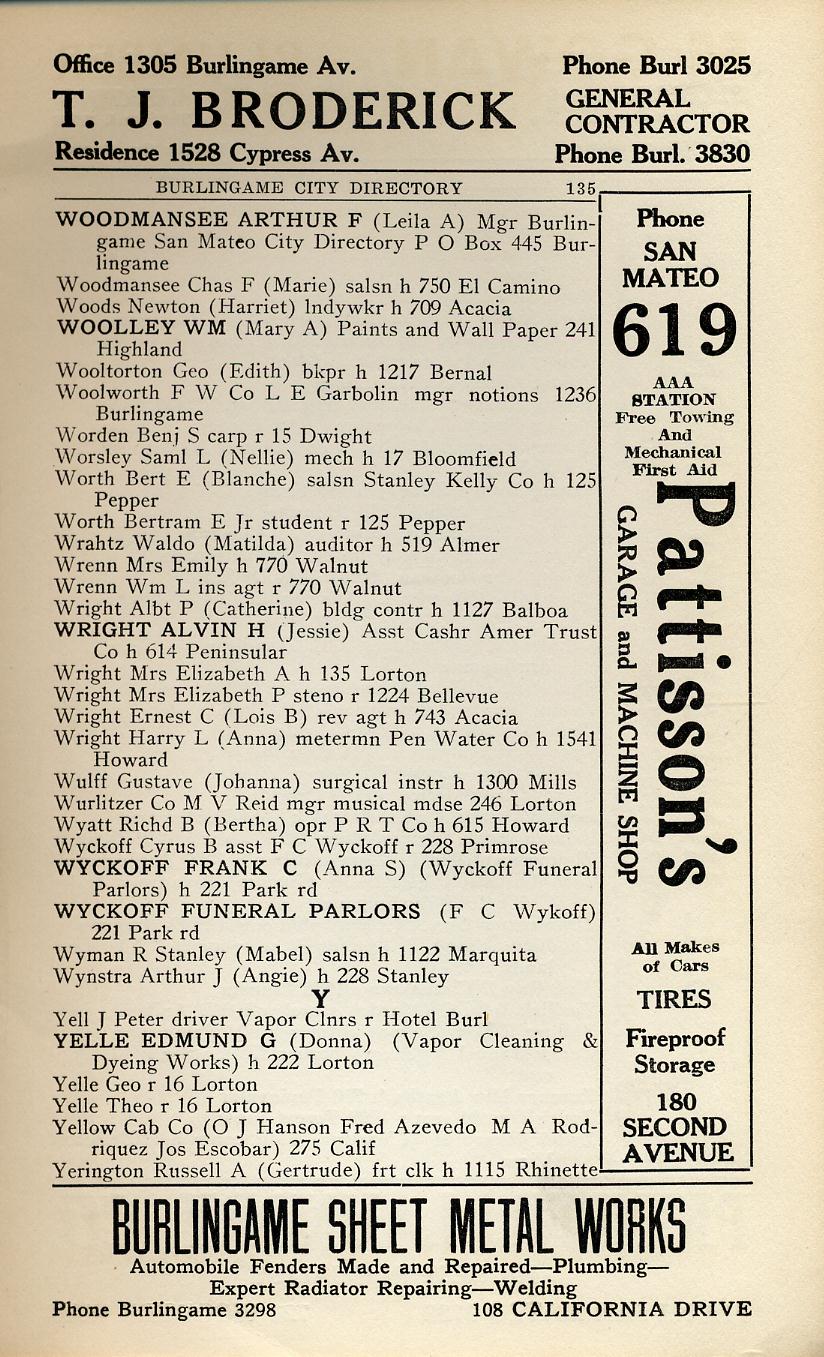 Office 1305 Burlingame Av. Phone Burl 3025
T. J. BRODERICK GENERAL CONTRACTOR
Residence 1528 Cypress Av. Phone Burl. 3830
BURLINGAME CITY DIRECTORY 135
WOODMANSEE ARTHUR F (Leila A) Mgr Burlin-
game San Mateo City Directory P O Box 445 Bur-
lingame
Woodmansee Chas F (Marie) salsn h 750 El Camino
Woods Newton (Harriet) lndywkr h 709 Acacia
WOOLLEY WM (Mary A) Paints and Wall Paper 241
Highland
Wooltorton Geo (Edith) bkpr h 1217 Bernal
Woolworth F W Co L E Garbolin mgr notions 1236
Burlingame
Worden Benj S carp r 15 Dwight
Worsley Saml L (Nellie) mech h 17 Bloomfield
Worth Bert E (Blanche) salsn Stanley Kelly Co h 125
Pepper
Worth Bertram E Jr student r 125 Pepper
Wrahtz Waldo (Matilda) auditor h 519 Almer
Wrenn Mrs Emily h 770 Walnut
Wrenn Wm L ins agt r 770 Walnut
Wright Albt P (Catherine) bldg contr h 1127 Balboa
WRIGHT ALVIN H (Jessie) Asst Cashr Amer Trust
Co h 614 Peninsular
Wright Mrs Elizabeth A h 135 Lorton
Wright Mrs Elizabeth P steno r 1224 Bellevue
Wright Ernest C (Lois B) rev agt h 743 Acacia
Wright Harry L (Anna) metermn Pen Water Co h 1541
Howard
Wulff Gustave (Johanna) surgical instr h 1300 Mills
Wurlitzer Co M V Reid mgr musical mdse 246 Lorton
Wyatt Richd B (Bertha) opr P R T Co h 615 Howard
Wyckoff Cyrus B asst F C Wyckoff r 228 Primrose
WYCKOFF FRANK C (Anna S) (Wyckoff Funeral
Parlors) h 221 Park rd
WYCKOFF FUNERAL PARLORS (F C Wykoff)
221 Park rd
Wyman R Stanley (Mabel) salsn h 1122 Marquita
Wynstra Arthur J (Angie) h 228 Stanley
Y
Yell J Peter driver Vapor Clnrs r Hotel Burl
YELLE EDMUND G (Donna) (Vapor Cleaning &
Dyeing Works) h 222 Lorton
Yelle Geo r 16 Lorton
Yelle Theo r 16 Lorton
Yellow Cab Co (O J Hanson Fred Azevedo M A Rod-
riquez Jos Escobar) 275 Calif
Yerington Russell A (Gertrude) frt clk h 1115 Rhinette
Phone
SAN
MATEO
619
AAA
STATION
Free Towing
And
Mechanical
First Aid
Pattison's
GARAGE and MACHINE SHOP
All Makes
of Cars
TIRES
Fireproof
Storage
180
SECOND
AVENUE
BURLINGAME SHEET METAL WORKS
Automobile Fenders Made and Repaired—Plumbing—
Expert Radiator Repairing—Welding
Phone Burlingame 3298 108 CALIFORNIA DRIVE